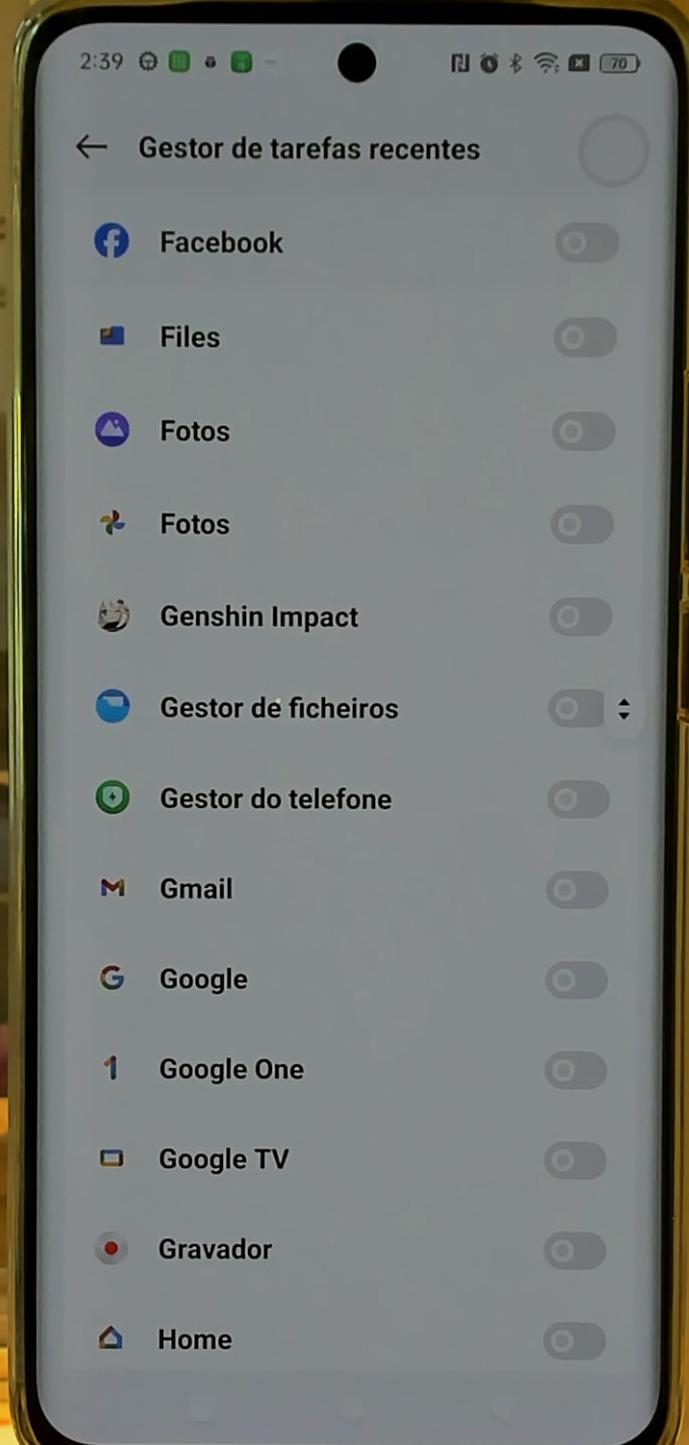 2:39
70
Gestor de tarefas recentes
Facebook
Files
Fotos
Fotos
Genshin Impact
Gestor de ficheiros
Gestor do telefone
Gmail
Google
Google One
Google TV
Gravador
Home